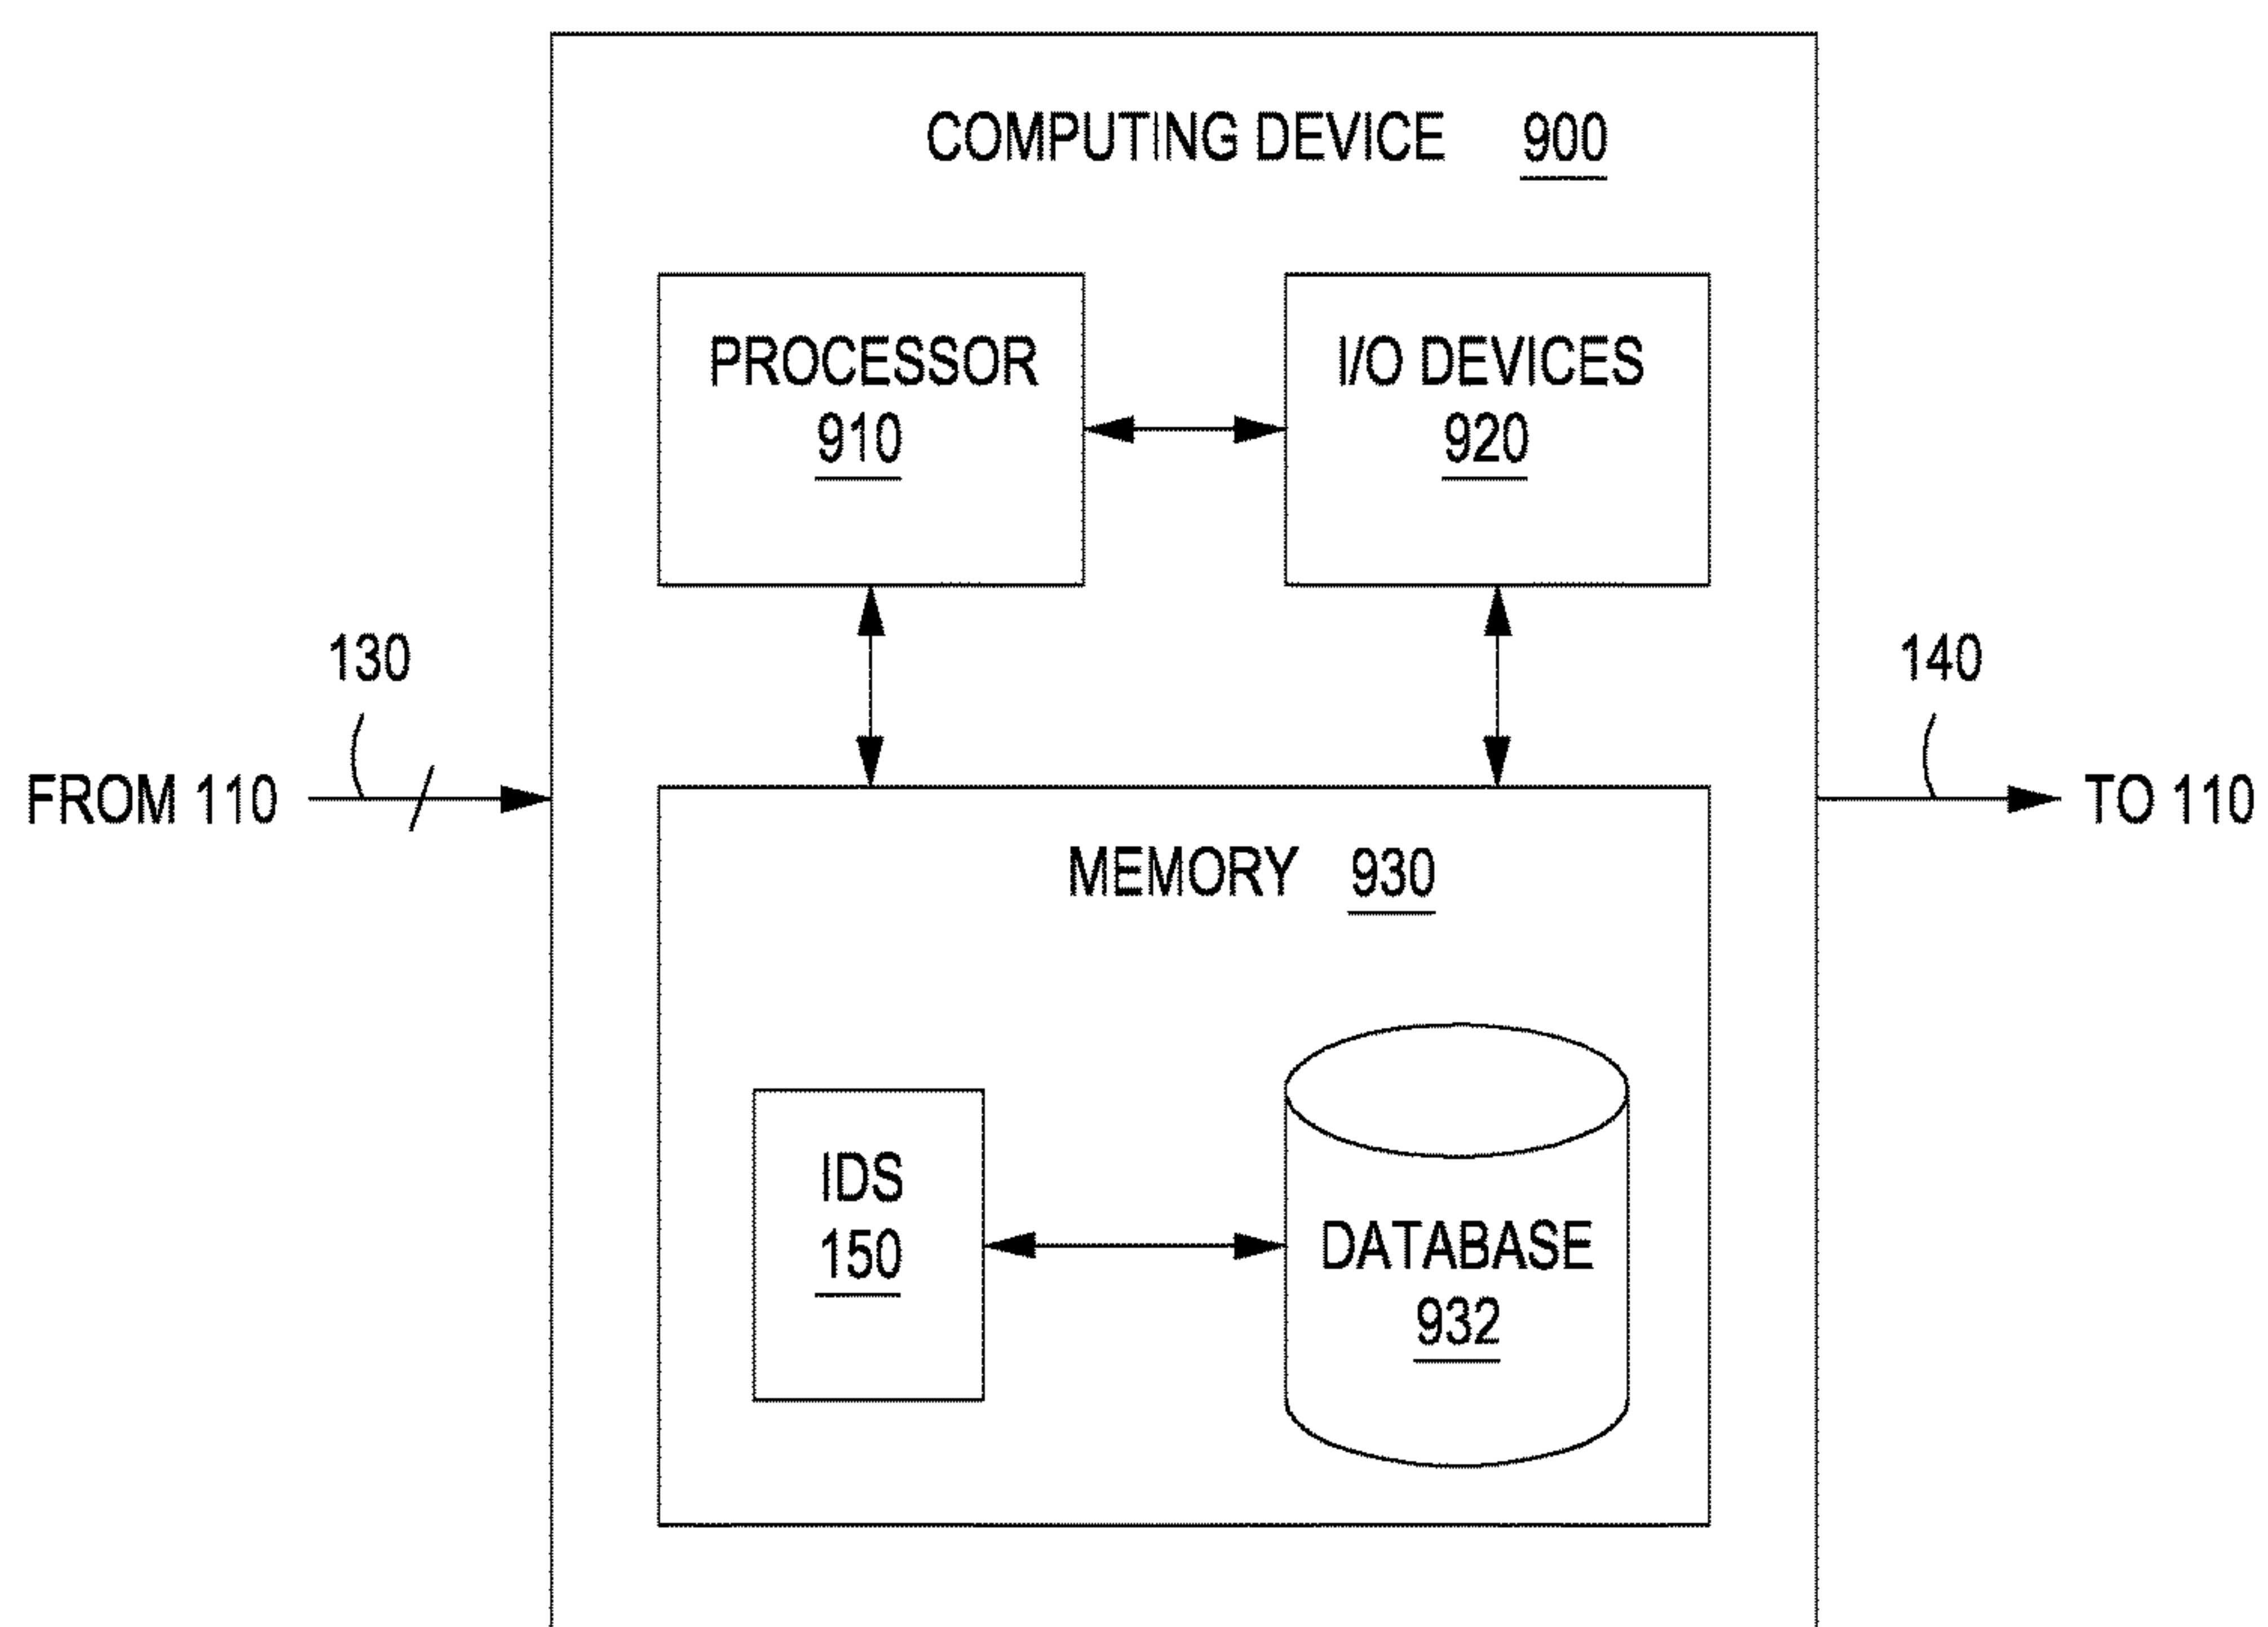 COMPUTING DEVICE 900
PROCESSOR
910
I/O DEVICES
920
130
140
FROM 110
TO 110
MEMORY 930
IDS
150
DATABASE
932